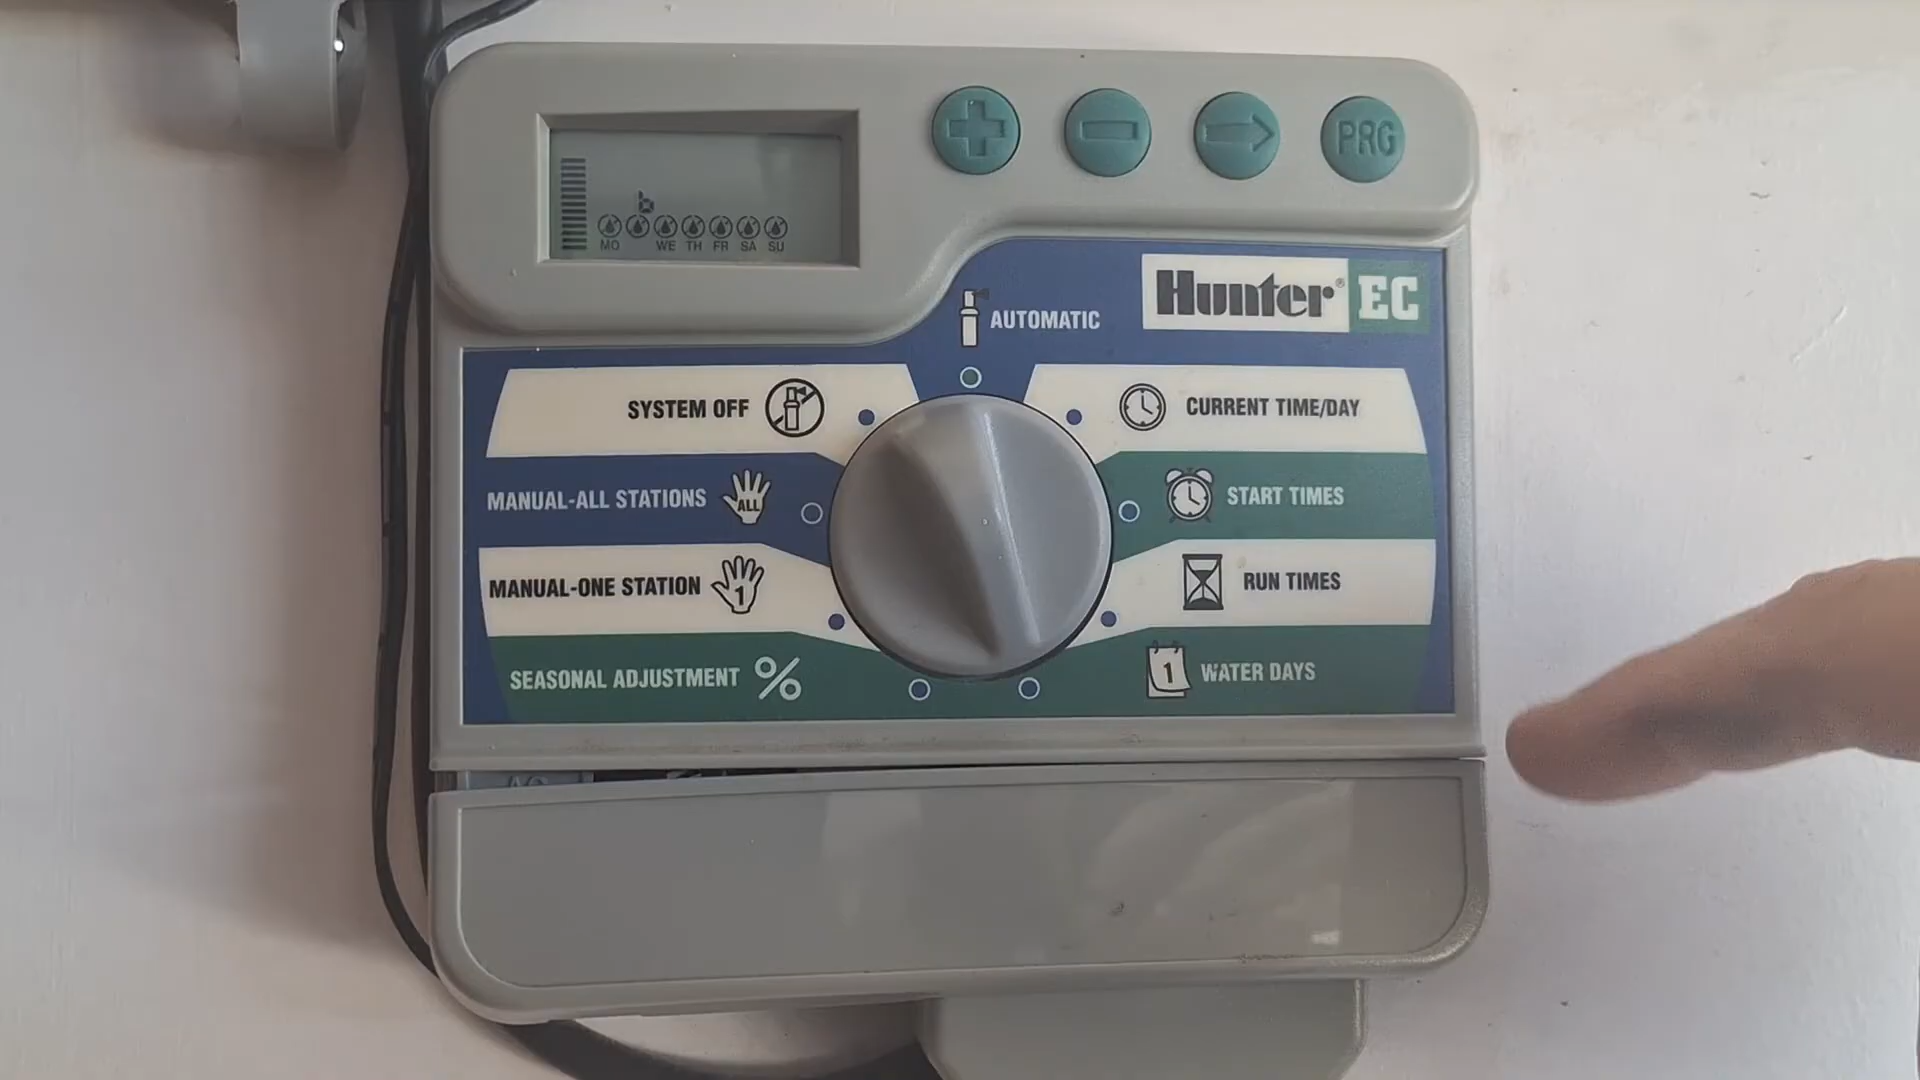 b
MO WE TH FR SA SU
PRG
Hunter® EC
AUTOMATIC
SYSTEM OFF
CURRENT TIME/DAY
MANUAL-ALL STATIONS
ALL
START TIMES
MANUAL-ONE STATION
1
RUN TIMES
SEASONAL ADJUSTMENT %
1
WATER DAYS